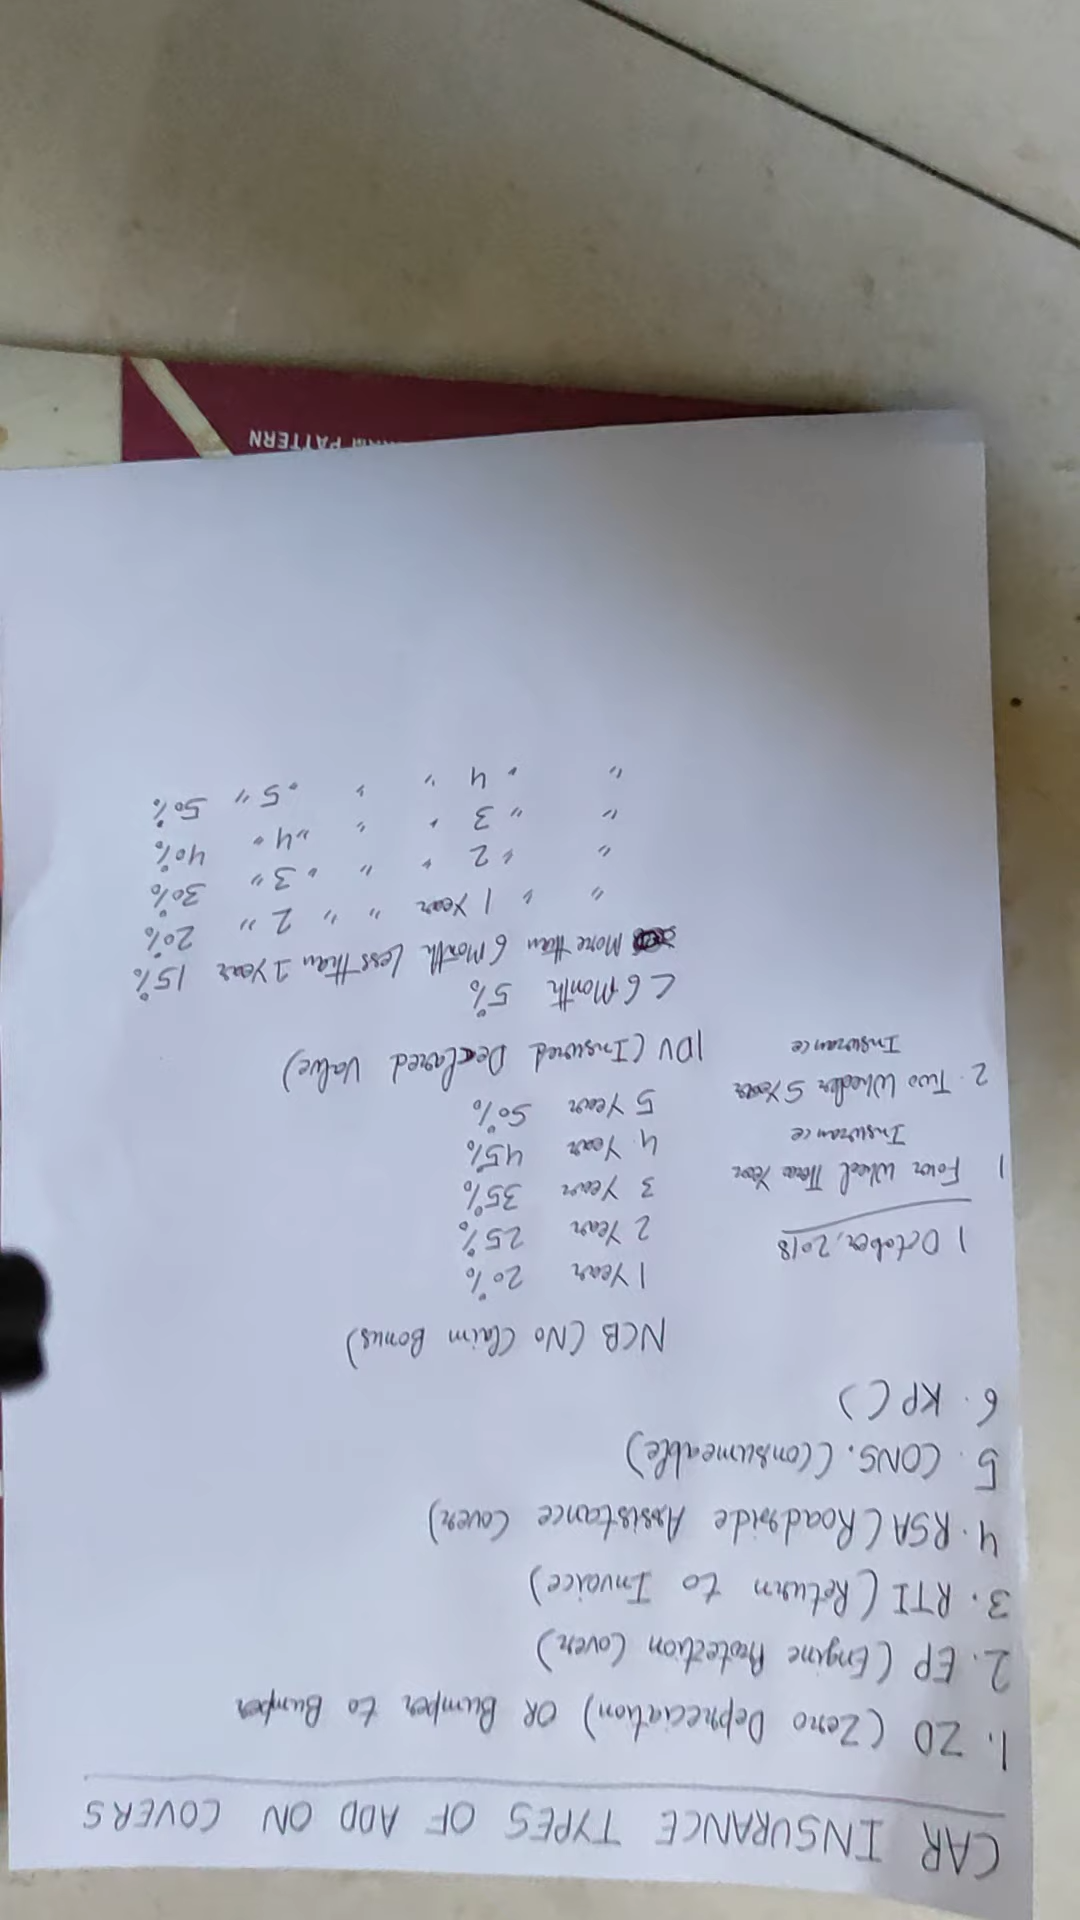 CAR INSURANCE TYPES OF ADD ON COVERS
1. ZD (Zero Depreciation) OR Bumper to Bumper
2. EP (Engine Protection Cover)
3. RTI (Return to Invoice)
4. RSA (Roadside Assistance Cover)
5. CONS. (Consumeable)
6. KP ( )
NCB (No Claim Bonus)
1 Year 20%
2 Year 25%
3 Year 35%
4 Year 45%
5 Year 50%
1 October, 2018
1 Four Wheel Year
Insurance
2. Two Wheeler 5 Year
Insurance
IDV (Insured Declared Value)
< 6 Month 5%
More than 6 Month Less than 1 Year 15%
" " 1 Year " " 2 " 20%
" " 2 " " " 3 " 30%
" " 3 " " " 4 " 40%
" " 4 " " " 5 " 50%
PATTERN